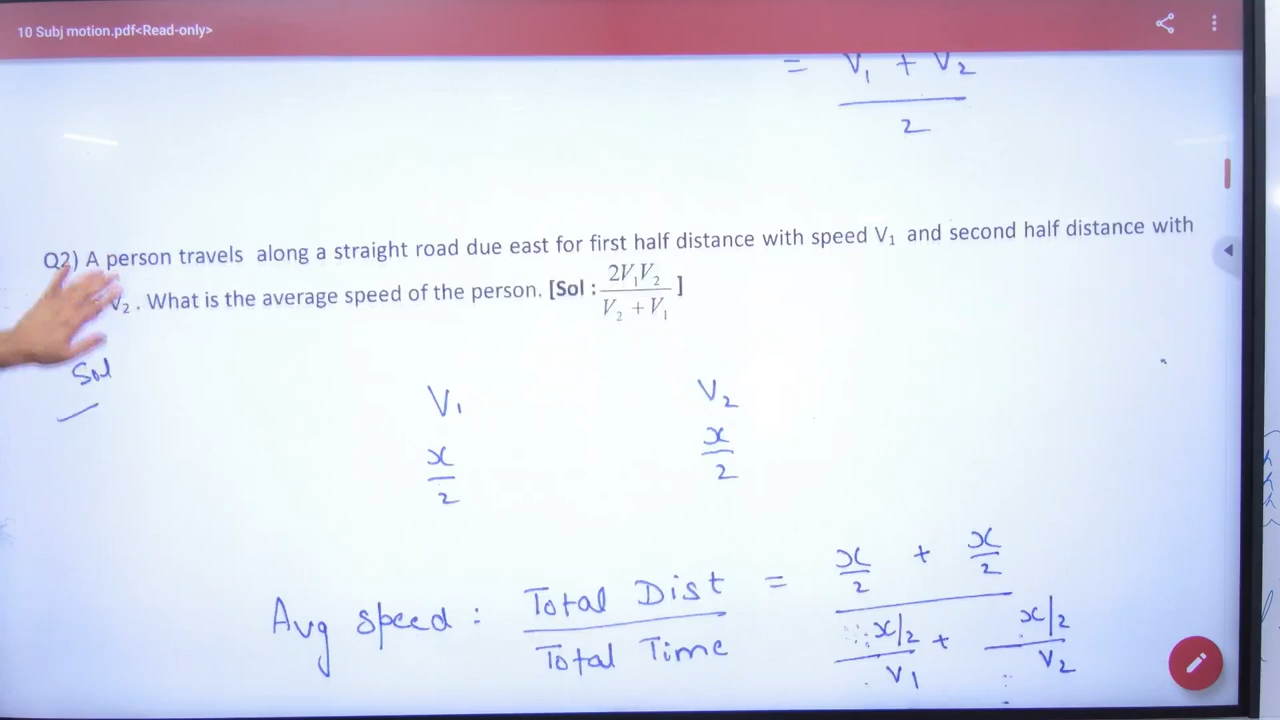 10 Subj motion.pdf<Read-only>
= V₁ + V₂
2
Q2) A person travels along a straight road due east for first half distance with speed V₁ and second half distance with
V₂ . What is the average speed of the person. [Sol : 2V₁V₂ / V₂ + V₁ ]
Sol
V₁ V₂
x/2 x/2
Avg speed : Total Dist / Total Time = x/2 + x/2
x/2 / V₁ + x/2 / V₂